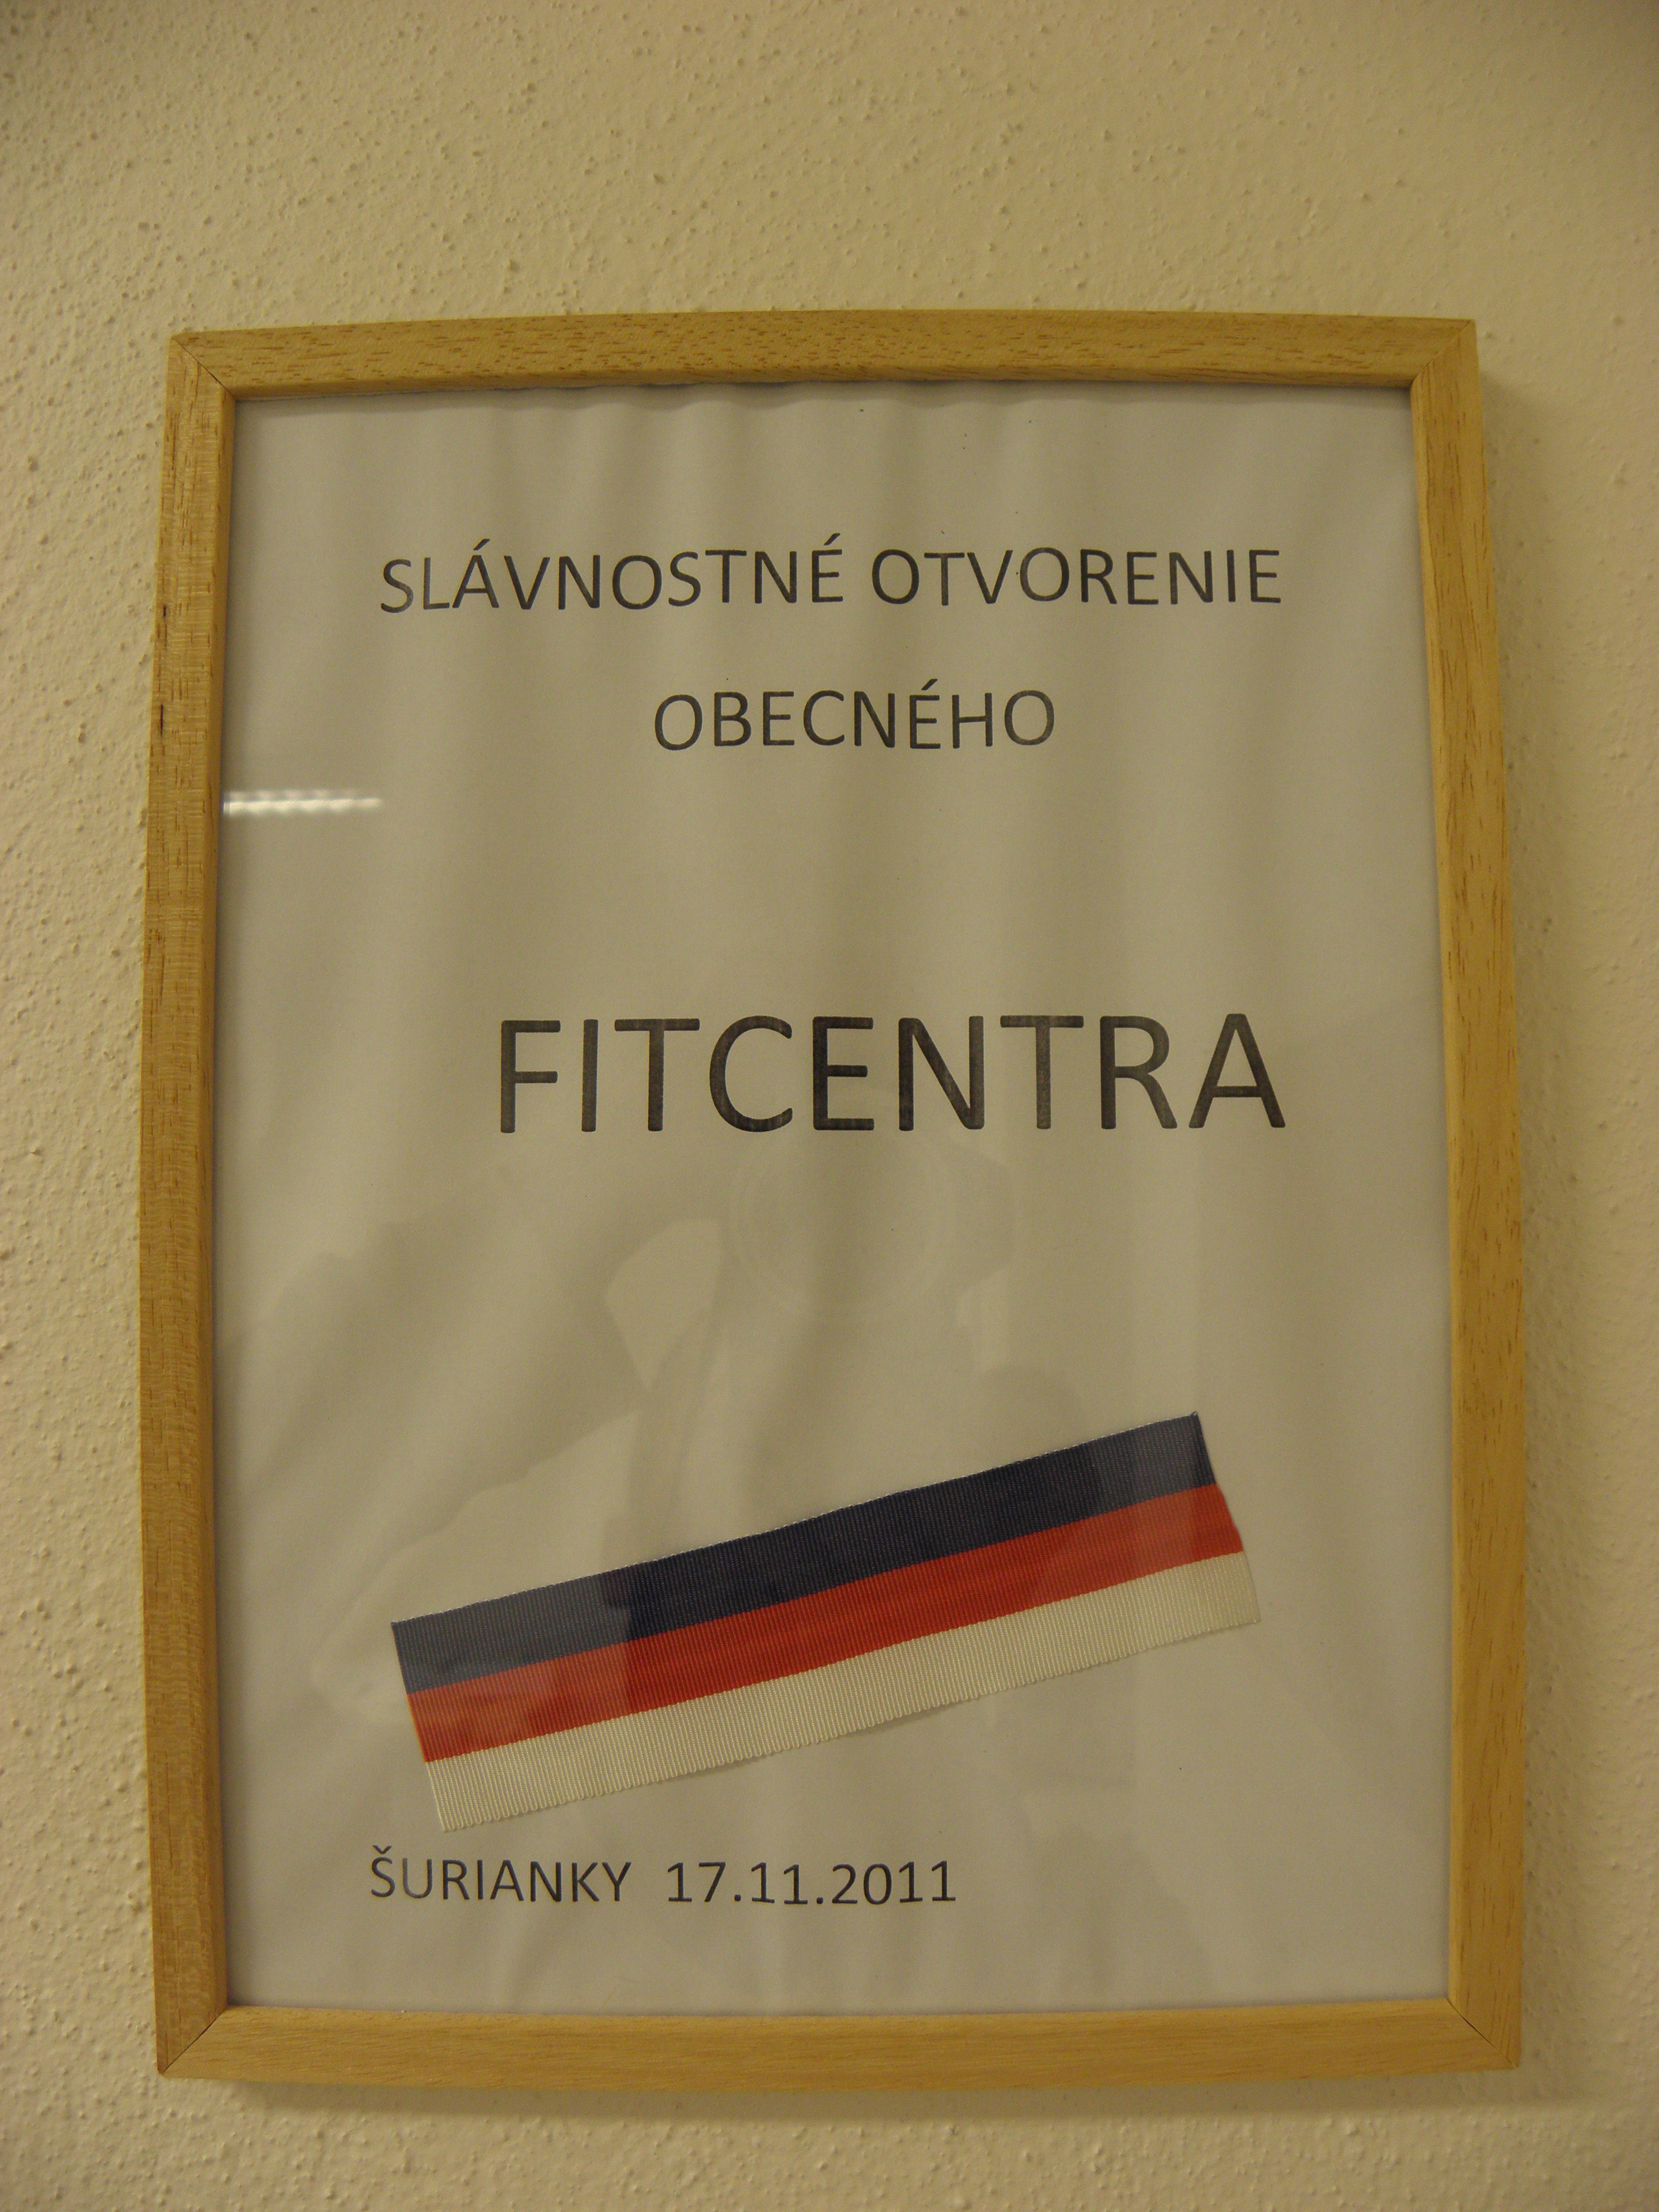 SLÁVNOSTNÉ OTVORENIE
OBECNÉHO
FITCENTRA
ŠURIANKY 17.11.2011